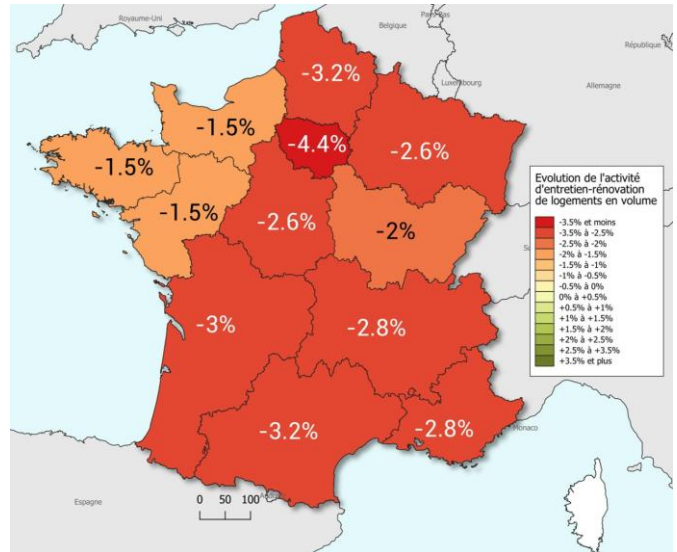 Royaume-Uni
Belgique
Pays-Bas
République
Luxembourg
Allemagne
-3.2%
-1.5%
-4.4%
-2.6%
-1.5%
-1.5%
-2.6%
-2%
-3%
-2.8%
-3.2%
-2.8%
Monaco
Espagne
0 50 100
Evolution de l'activité
d'entretien-rénovation
de logements en volume
-3.5% et moins
-3.5% à -2.5%
-2.5% à -2%
-2% à -1.5%
-1.5% à -1%
-1% à -0.5%
-0.5% à 0%
0% à +0.5%
+0.5% à +1%
+1% à +1.5%
+1.5% à +2%
+2% à +2.5%
+2.5% à +3.5%
+3.5% et plus